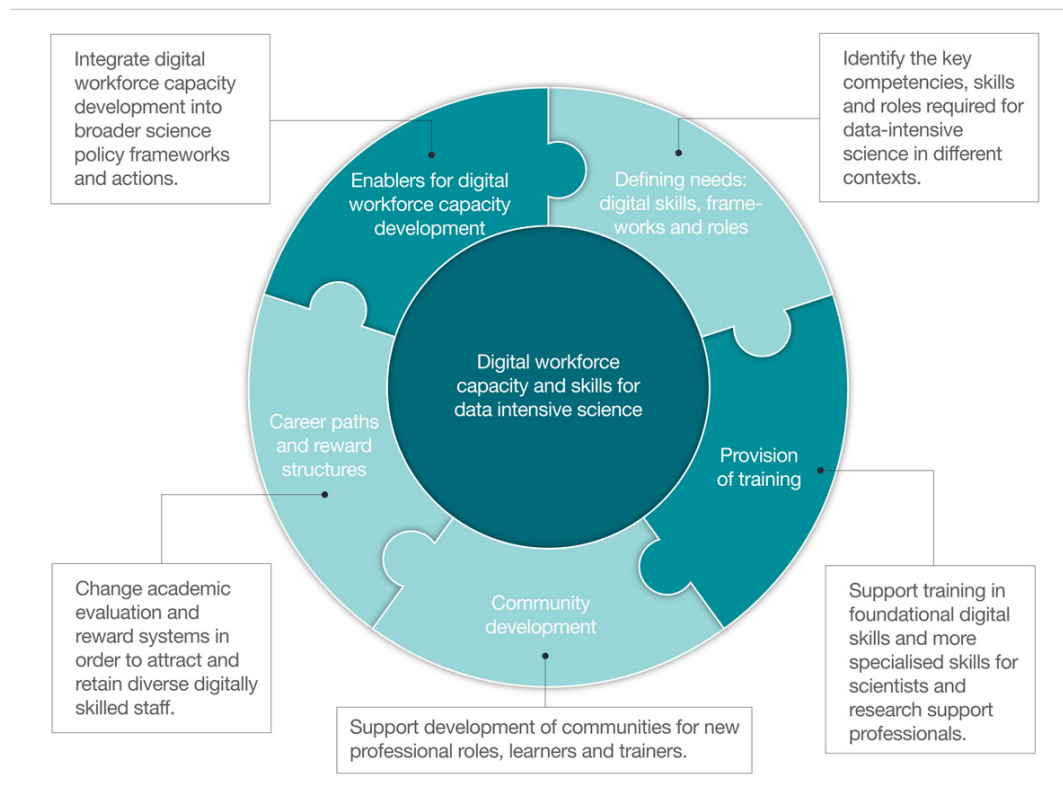 Integrate digital
workforce capacity
development into
broader science
policy frameworks
and actions.
Identify the key
competencies, skills
and roles required for
data-intensive
science in different
contexts.
Enablers for digital
workforce capacity
development
Defining needs:
digital skills, frame-
works and roles
Digital workforce
capacity and skills for
data intensive science
Career paths
and reward
structures
Provision
of training
Community
development
Change academic
evaluation and
reward systems in
order to attract and
retain diverse digitally
skilled staff.
Support development of communities for new
professional roles, learners and trainers.
Support training in
foundational digital
skills and more
specialised skills for
scientists and
research support
professionals.